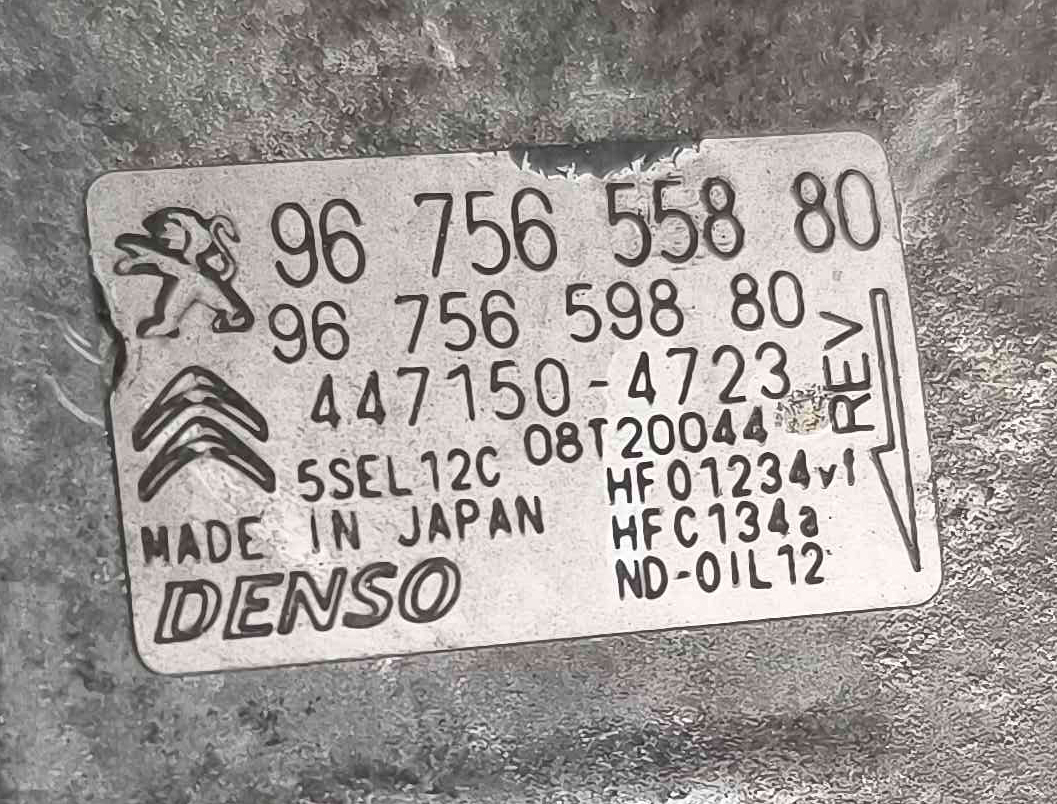 96 756 558 80
96 756 598 80
447150-4723
REV
5SEL12C 08T20044
HF01234vf
MADE IN JAPAN HFC134a
DENSO ND-OIL12